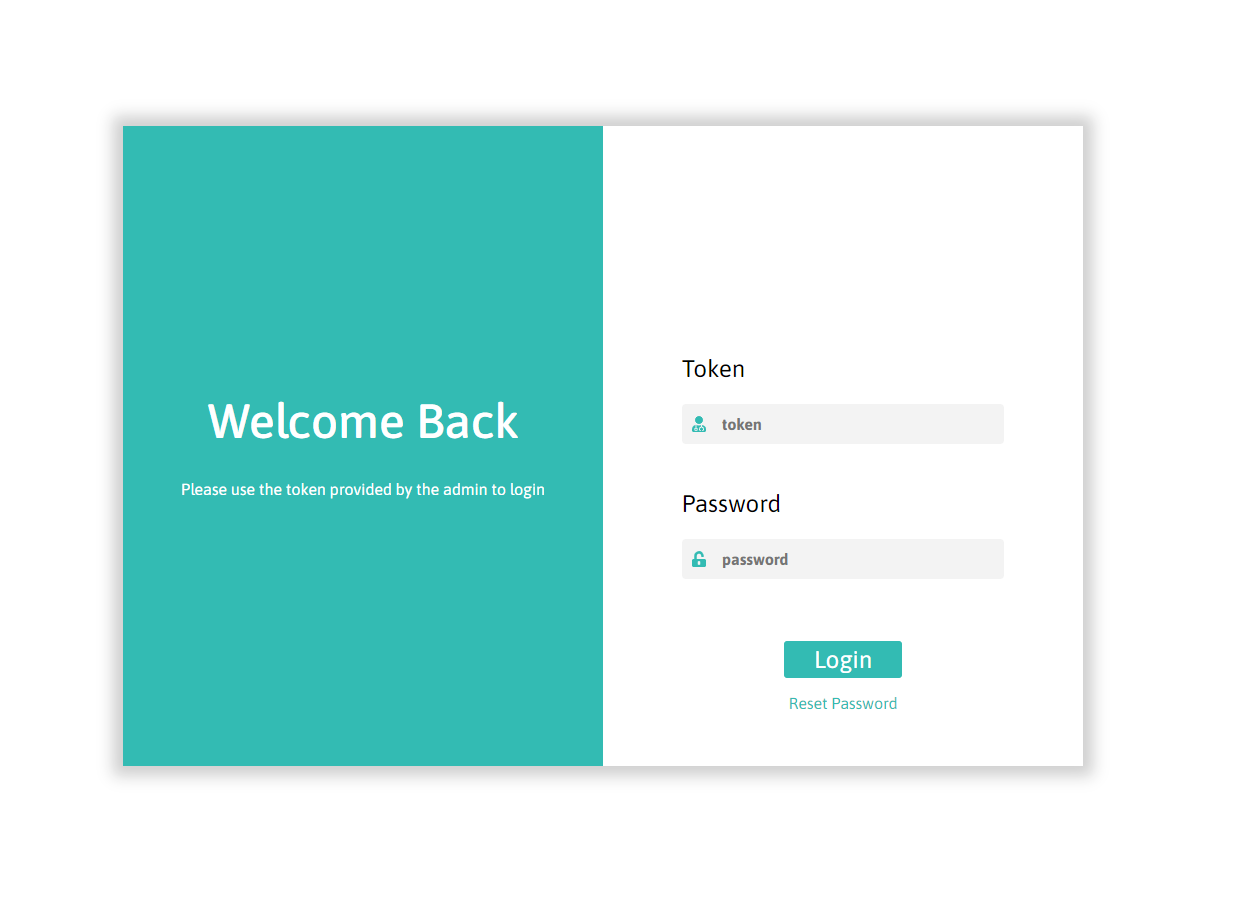 Welcome Back
Please use the token provided by the admin to login
Token
token
Password
password
Login
Reset Password